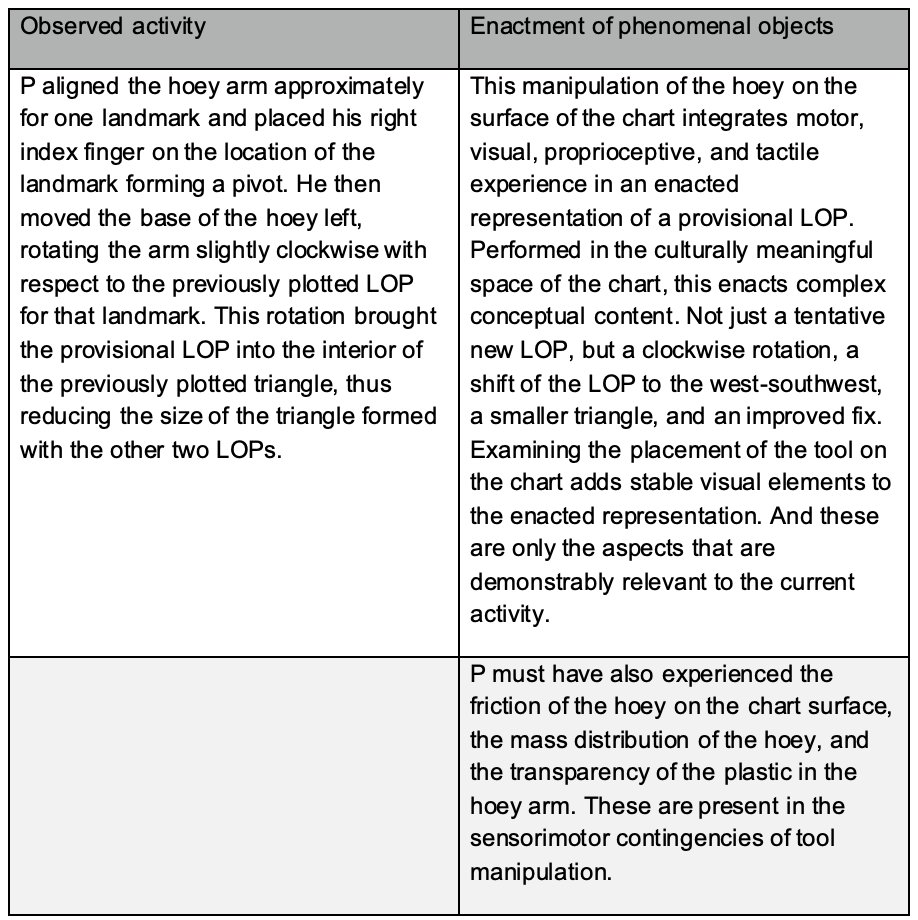 Observed activity
Enactment of phenomenal objects
P aligned the hoey arm approximately
for one landmark and placed his right
index finger on the location of the
landmark forming a pivot. He then
moved the base of the hoey left,
rotating the arm slightly clockwise with
respect to the previously plotted LOP
for that landmark. This rotation brought
the provisional LOP into the interior of
the previously plotted triangle, thus
reducing the size of the triangle formed
with the other two LOPs.
This manipulation of the hoey on the
surface of the chart integrates motor,
visual, proprioceptive, and tactile
experience in an enacted
representation of a provisional LOP.
Performed in the culturally meaningful
space of the chart, this enacts complex
conceptual content. Not just a tentative
new LOP, but a clockwise rotation, a
shift of the LOP to the west-southwest,
a smaller triangle, and an improved fix.
Examining the placement of the tool on
the chart adds stable visual elements to
the enacted representation. And these
are only the aspects that are
demonstrably relevant to the current
activity.
P must have also experienced the
friction of the hoey on the chart surface,
the mass distribution of the hoey, and
the transparency of the plastic in the
hoey arm. These are present in the
sensorimotor contingencies of tool
manipulation.